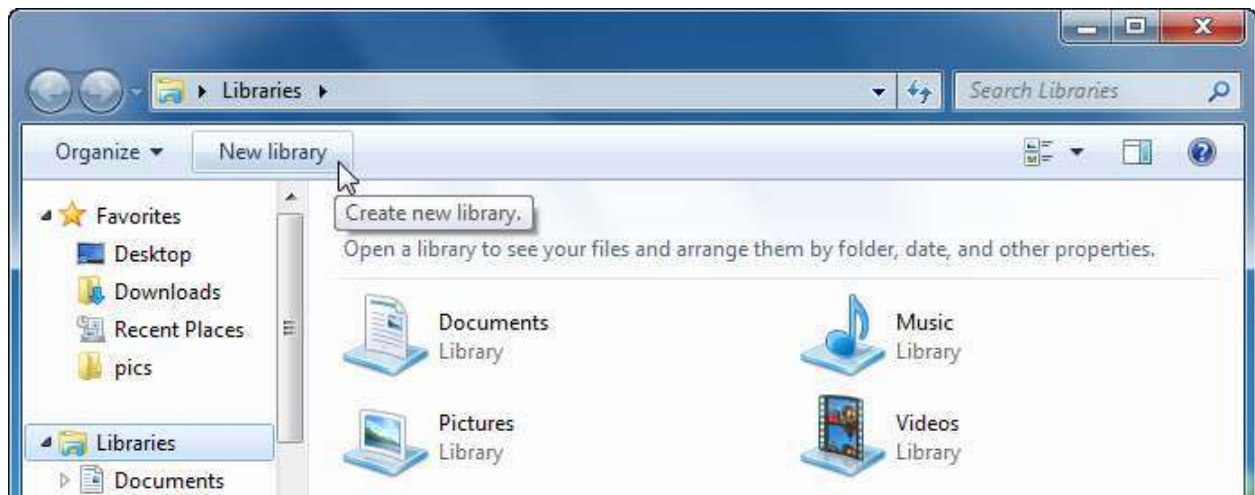 Libraries
Search Libraries
Organize
New library
Create new library.
Open a library to see your files and arrange them by folder, date, and other properties.
Favorites
Desktop
Downloads
Recent Places
pics
Libraries
Documents
Documents
Library
Music
Library
Pictures
Library
Videos
Library